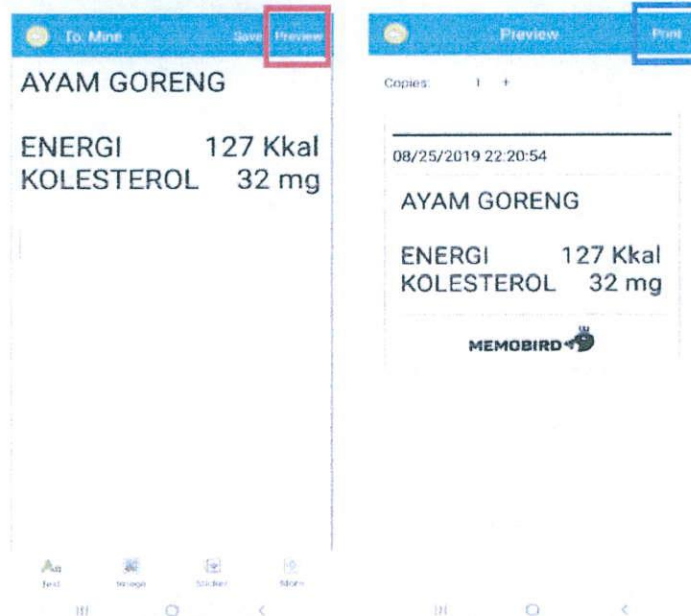 To: Mine Save Preview
AYAM GORENG
ENERGI 127 Kkal
KOLESTEROL 32 mg
Text Image Sticker More
Preview Print
Copies: 1 +
08/25/2019 22:20:54
AYAM GORENG
ENERGI 127 Kkal
KOLESTEROL 32 mg
MEMOBIRD